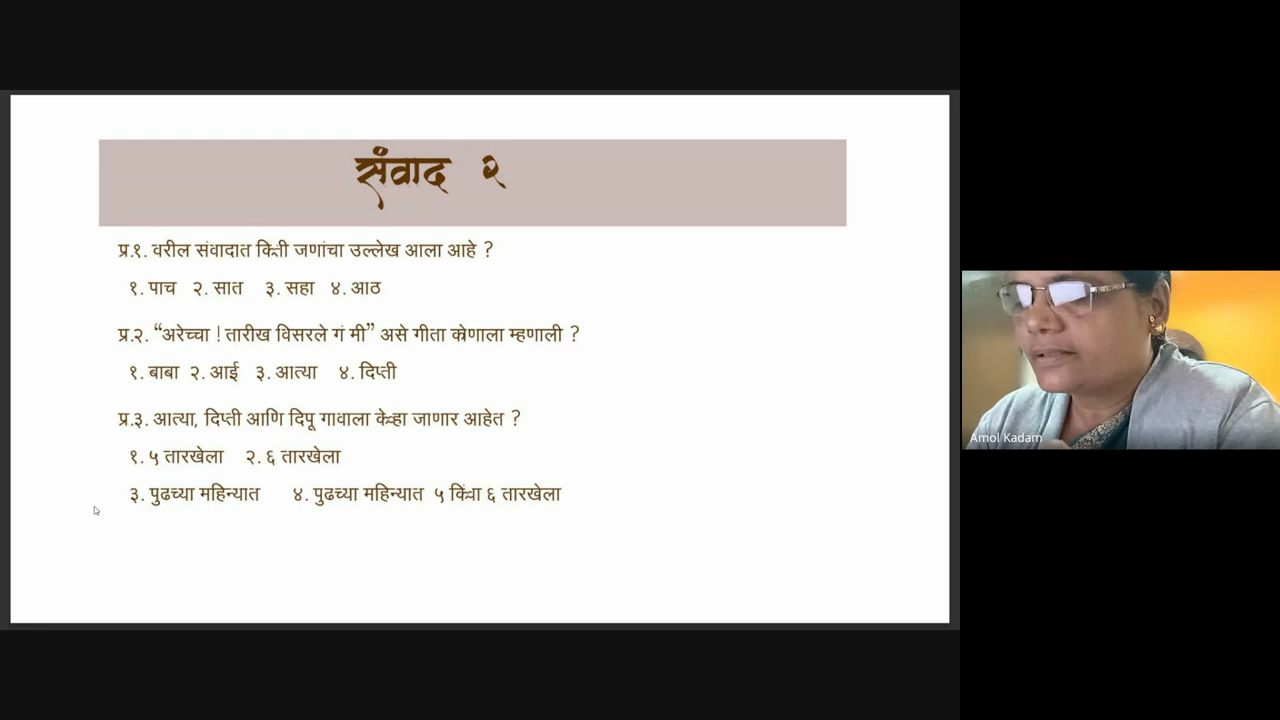 संवाद २
प्र.१. वरील संवादात किती जणांचा उल्लेख आला आहे ?
१. पाच २. सात ३. सहा ४. आठ
प्र.२. “अरेच्चा ! तारीख विसरले गं मी” असे गीता कोणाला म्हणाली ?
१. बाबा २. आई ३. आत्या ४. दिप्ती
प्र.३. आत्या, दिप्ती आणि दिपू गावाला केव्हा जाणार आहेत ?
१. ५ तारखेला २. ६ तारखेला
३. पुढच्या महिन्यात ४. पुढच्या महिन्यात ५ किंवा ६ तारखेला
Amol Kadam